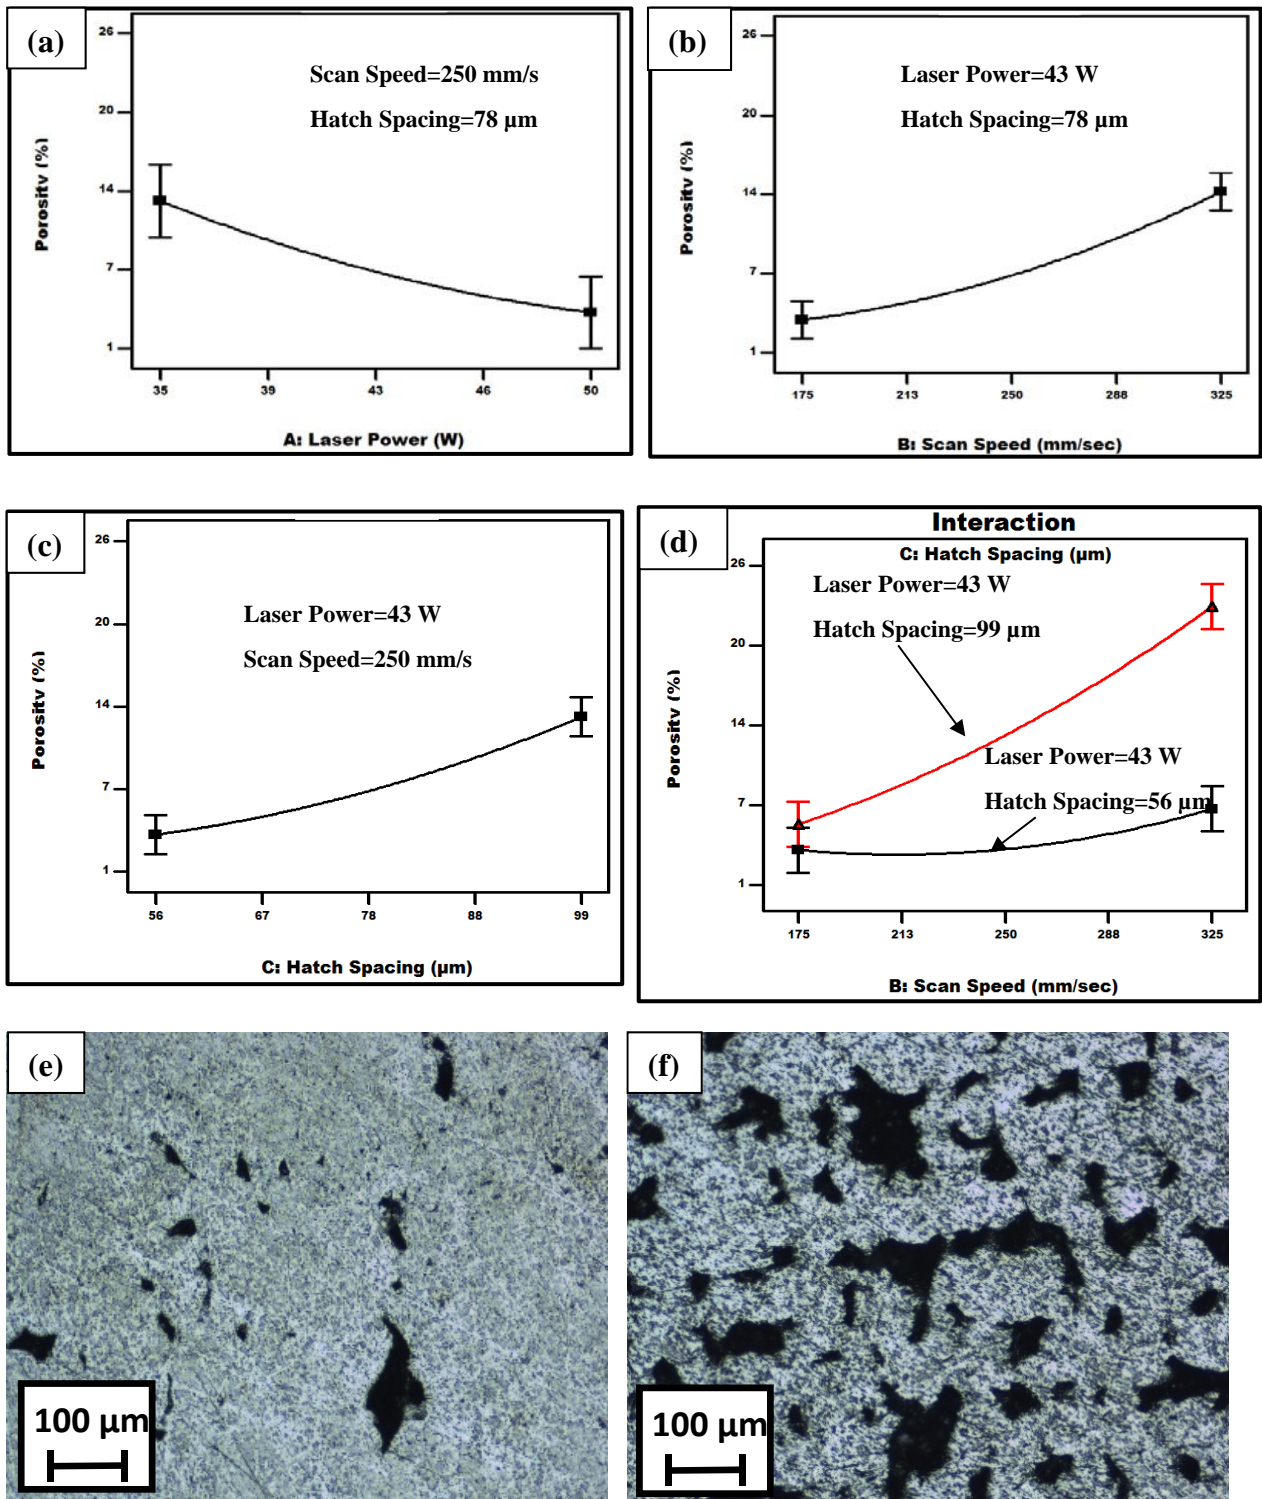 (a)
26
20
14
7
1
Porosity (%)
Scan Speed=250 mm/s
Hatch Spacing=78 µm
35 39 43 46 50
A: Laser Power (W)
(b)
26
20
14
7
1
Porosity (%)
Laser Power=43 W
Hatch Spacing=78 µm
175 213 250 288 325
B: Scan Speed (mm/sec)
(c)
26
20
14
7
1
Porosity (%)
Laser Power=43 W
Scan Speed=250 mm/s
56 67 78 88 99
C: Hatch Spacing (µm)
(d)
Interaction
C: Hatch Spacing (µm)
26
20
14
7
1
Porosity (%)
Laser Power=43 W
Hatch Spacing=99 µm
Laser Power=43 W
Hatch Spacing=56 µm
175 213 250 288 325
B: Scan Speed (mm/sec)
(e)
100 µm
(f)
100 µm